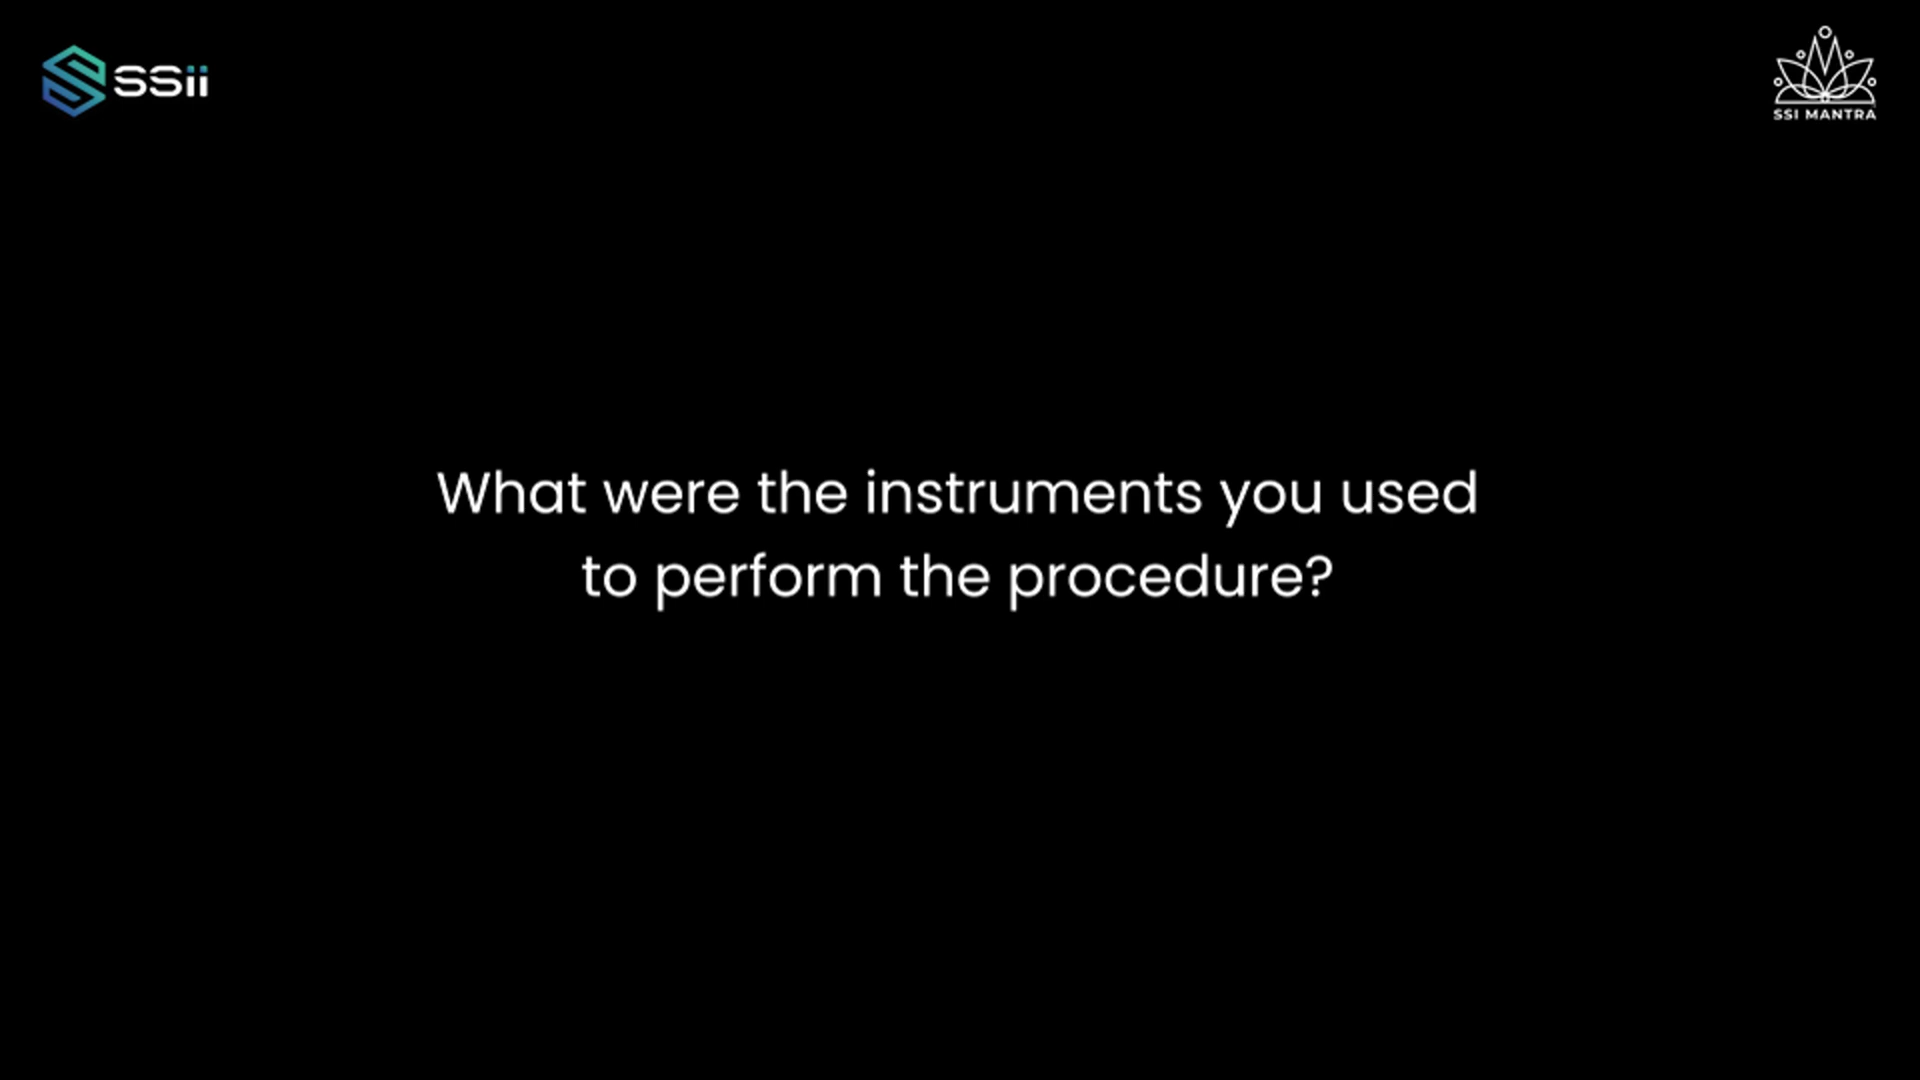 SSii
SSI MANTRA
What were the instruments you used
to perform the procedure?